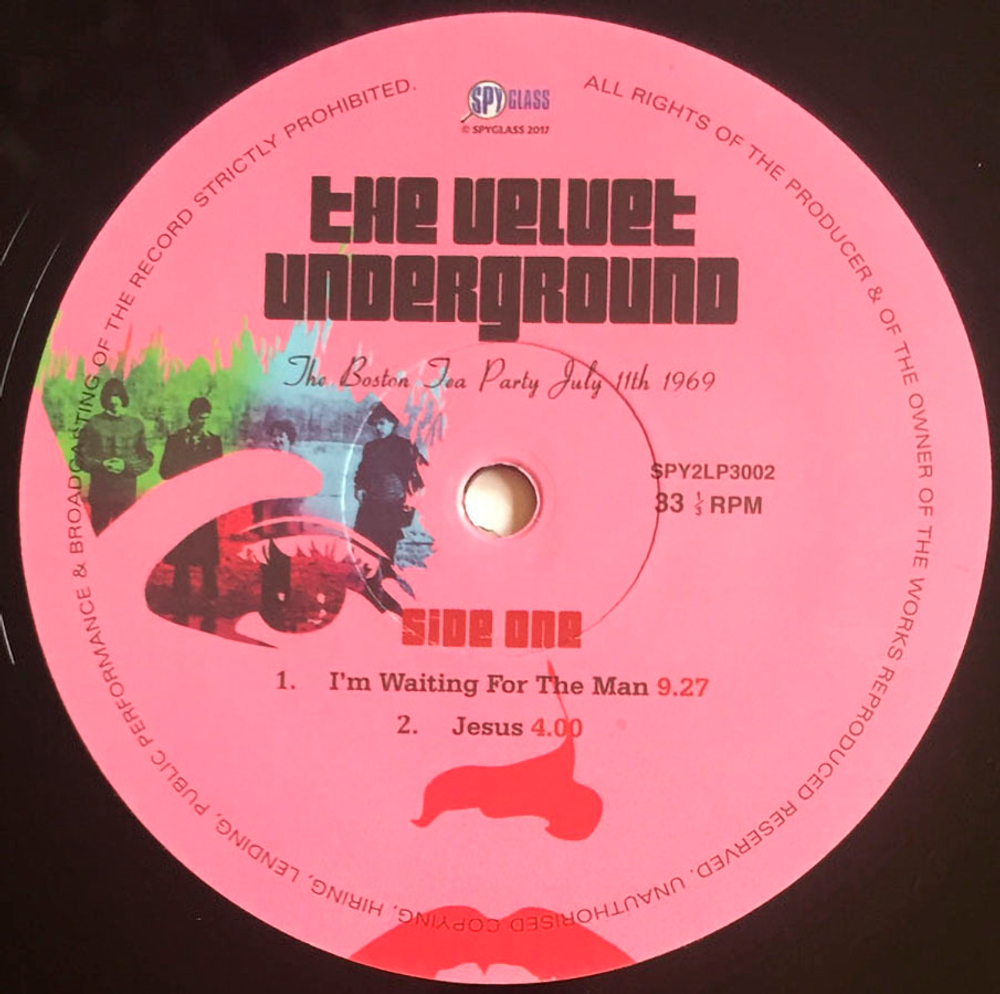 SPYGLASS
© SPYGLASS 2017
THE VELVET
UNDERGROUND
The Boston Tea Party July 11th 1969
SPY2LP3002
33 1/3 RPM
SIDE ONE
1. I'm Waiting For The Man 9.27
2. Jesus 4.00
ALL RIGHTS OF THE PRODUCER & OF THE OWNER OF THE WORKS REPRODUCED RESERVED. UNAUTHORISED COPYING, HIRING, LENDING, PUBLIC PERFORMANCE & BROADCASTING OF THE RECORD STRICTLY PROHIBITED.